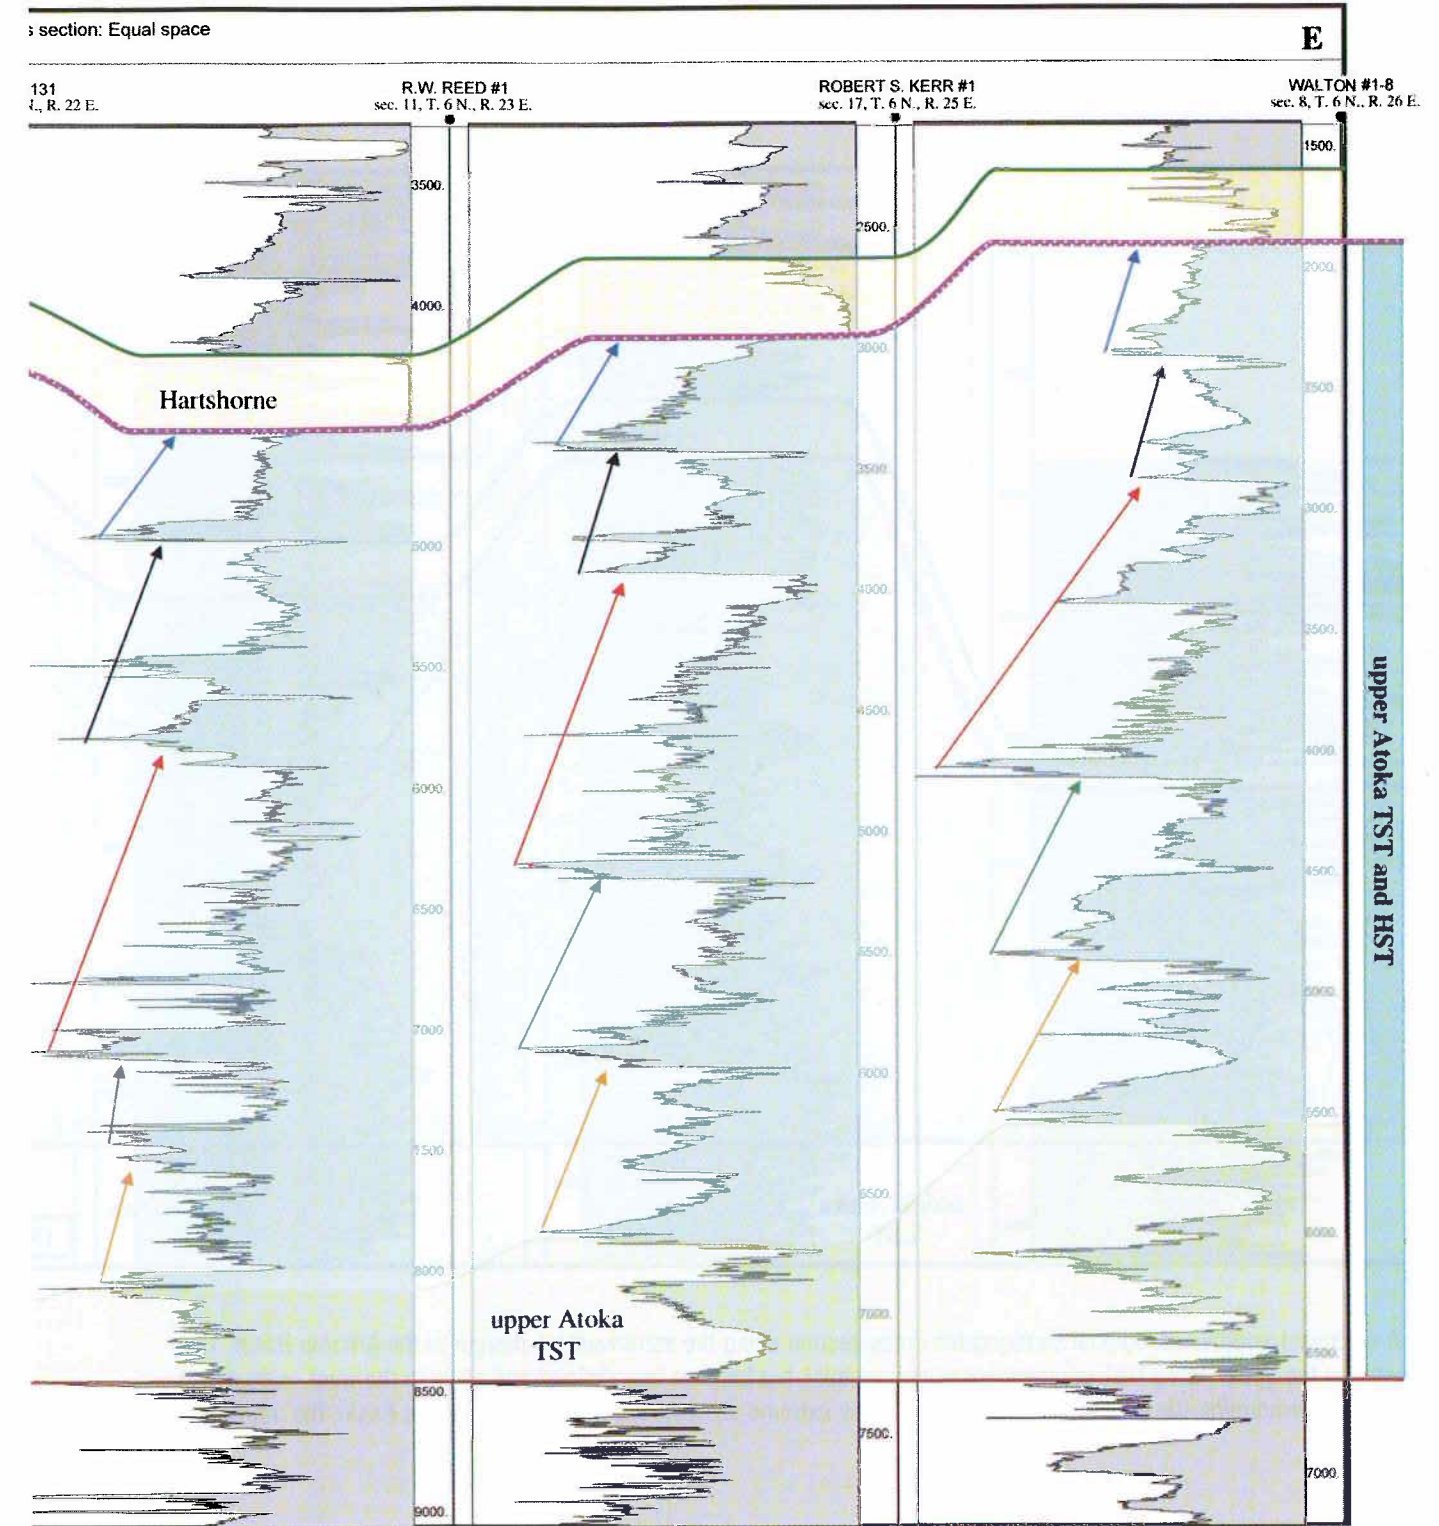 section: Equal space
E
131
R. 22 E.
R.W. REED #1
sec. 11, T. 6 N., R. 23 E.
ROBERT S. KERR #1
sec. 17, T. 6 N., R. 25 E.
WALTON #1-8
sec. 8, T. 6 N., R. 26 E.
3500.
4000.
5000
5500.
6000
6500
7000
7500
8000
8500.
9000.
2500.
3000.
3500.
4000.
4500.
5000
5500.
6000
6500.
7000
7500.
1500.
2000.
2500
3000.
3500.
4000.
4500.
5000.
5500.
6000.
6500.
7000
Hartshorne
upper Atoka
TST
upper Atoka TST and HST